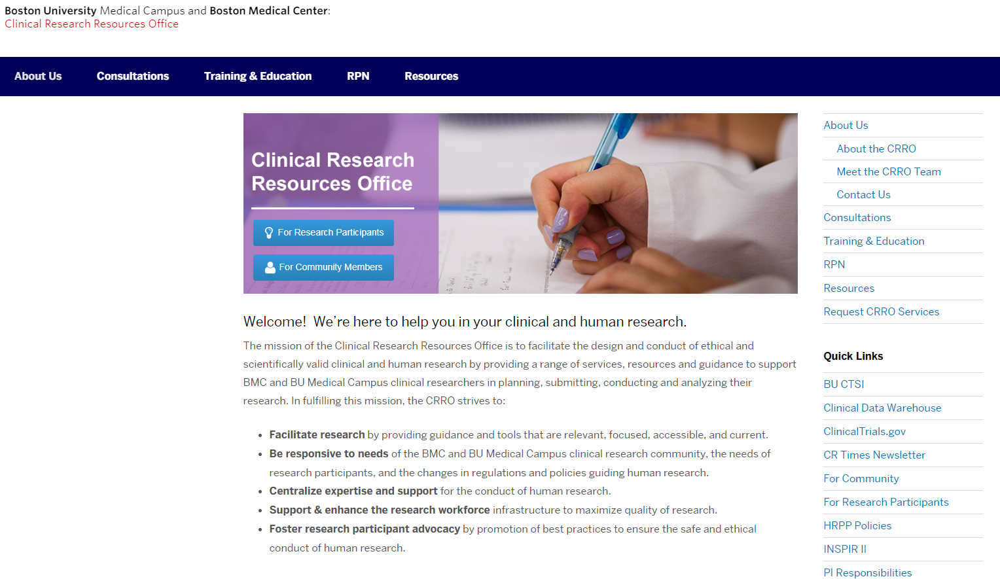 Boston University Medical Campus and Boston Medical Center:
Clinical Research Resources Office
About Us
Consultations
Training & Education
RPN
Resources
Clinical Research
Resources Office
For Research Participants
For Community Members
Welcome!  We’re here to help you in your clinical and human research.
The mission of the Clinical Research Resources Office is to facilitate the design and conduct of ethical and
scientifically valid clinical and human research by providing a range of services, resources and guidance to support
BMC and BU Medical Campus clinical researchers in planning, submitting, conducting and analyzing their
research. In fulfilling this mission, the CRRO strives to:
• Facilitate research by providing guidance and tools that are relevant, focused, accessible, and current.
• Be responsive to needs of the BMC and BU Medical Campus clinical research community, the needs of
research participants, and the changes in regulations and policies guiding human research.
• Centralize expertise and support for the conduct of human research.
• Support & enhance the research workforce infrastructure to maximize quality of research.
• Foster research participant advocacy by promotion of best practices to ensure the safe and ethical
conduct of human research.
About Us
About the CRRO
Meet the CRRO Team
Contact Us
Consultations
Training & Education
RPN
Resources
Request CRRO Services
Quick Links
BU CTSI
Clinical Data Warehouse
ClinicalTrials.gov
CR Times Newsletter
For Community
For Research Participants
HRPP Policies
INSPIR II
PI Responsibilities